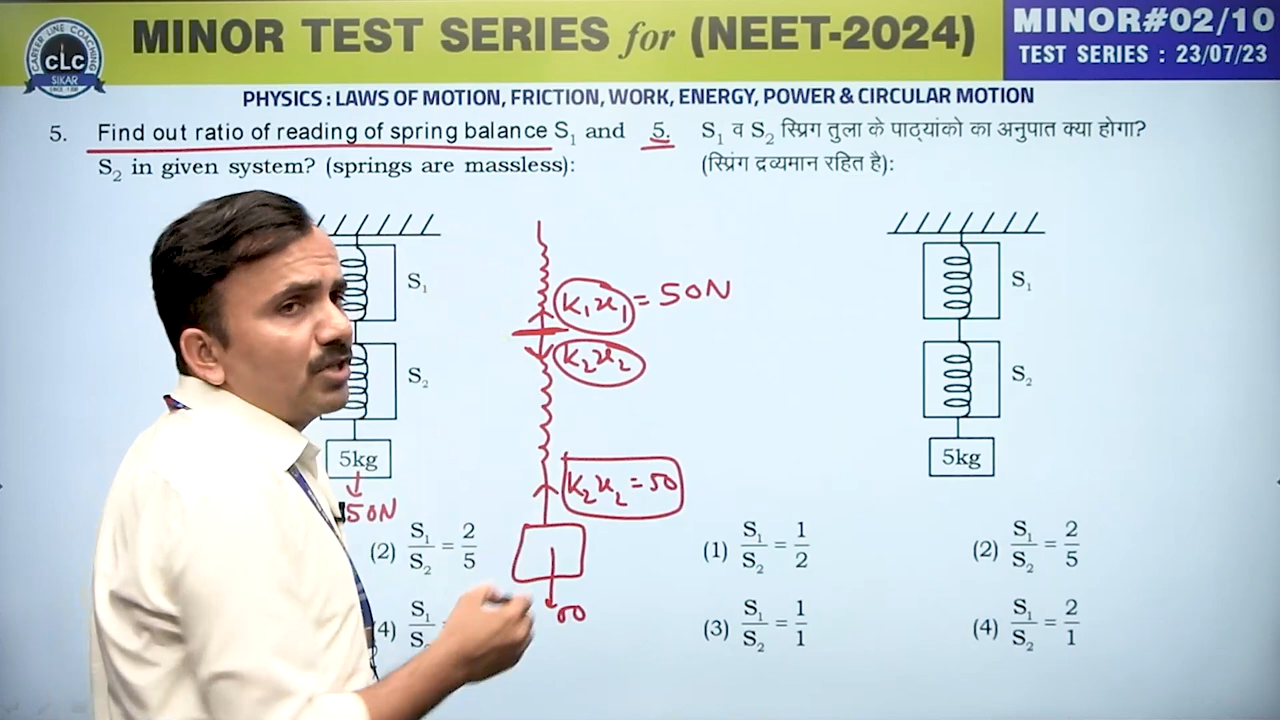 CAREER LINE COACHING
CLC
SIKAR
MINOR TEST SERIES for (NEET-2024)
MINOR#02/10
TEST SERIES : 23/07/23
PHYSICS : LAWS OF MOTION, FRICTION, WORK, ENERGY, POWER & CIRCULAR MOTION
5. Find out ratio of reading of spring balance S₁ and
S₂ in given system? (springs are massless):
S₁
S₂
5kg
50N
(2) S₁/S₂ = 2/5
(4) S₁/S₂
K₁x₁ = 50N
K₂x₂
K₂x₂ = 50
50
5. S₁ व S₂ स्प्रिग तुला के पाठ्यांको का अनुपात क्या होगा?
(स्प्रिंग द्रव्यमान रहित है):
S₁
S₂
5kg
(1) S₁/S₂ = 1/2
(2) S₁/S₂ = 2/5
(3) S₁/S₂ = 1/1
(4) S₁/S₂ = 2/1